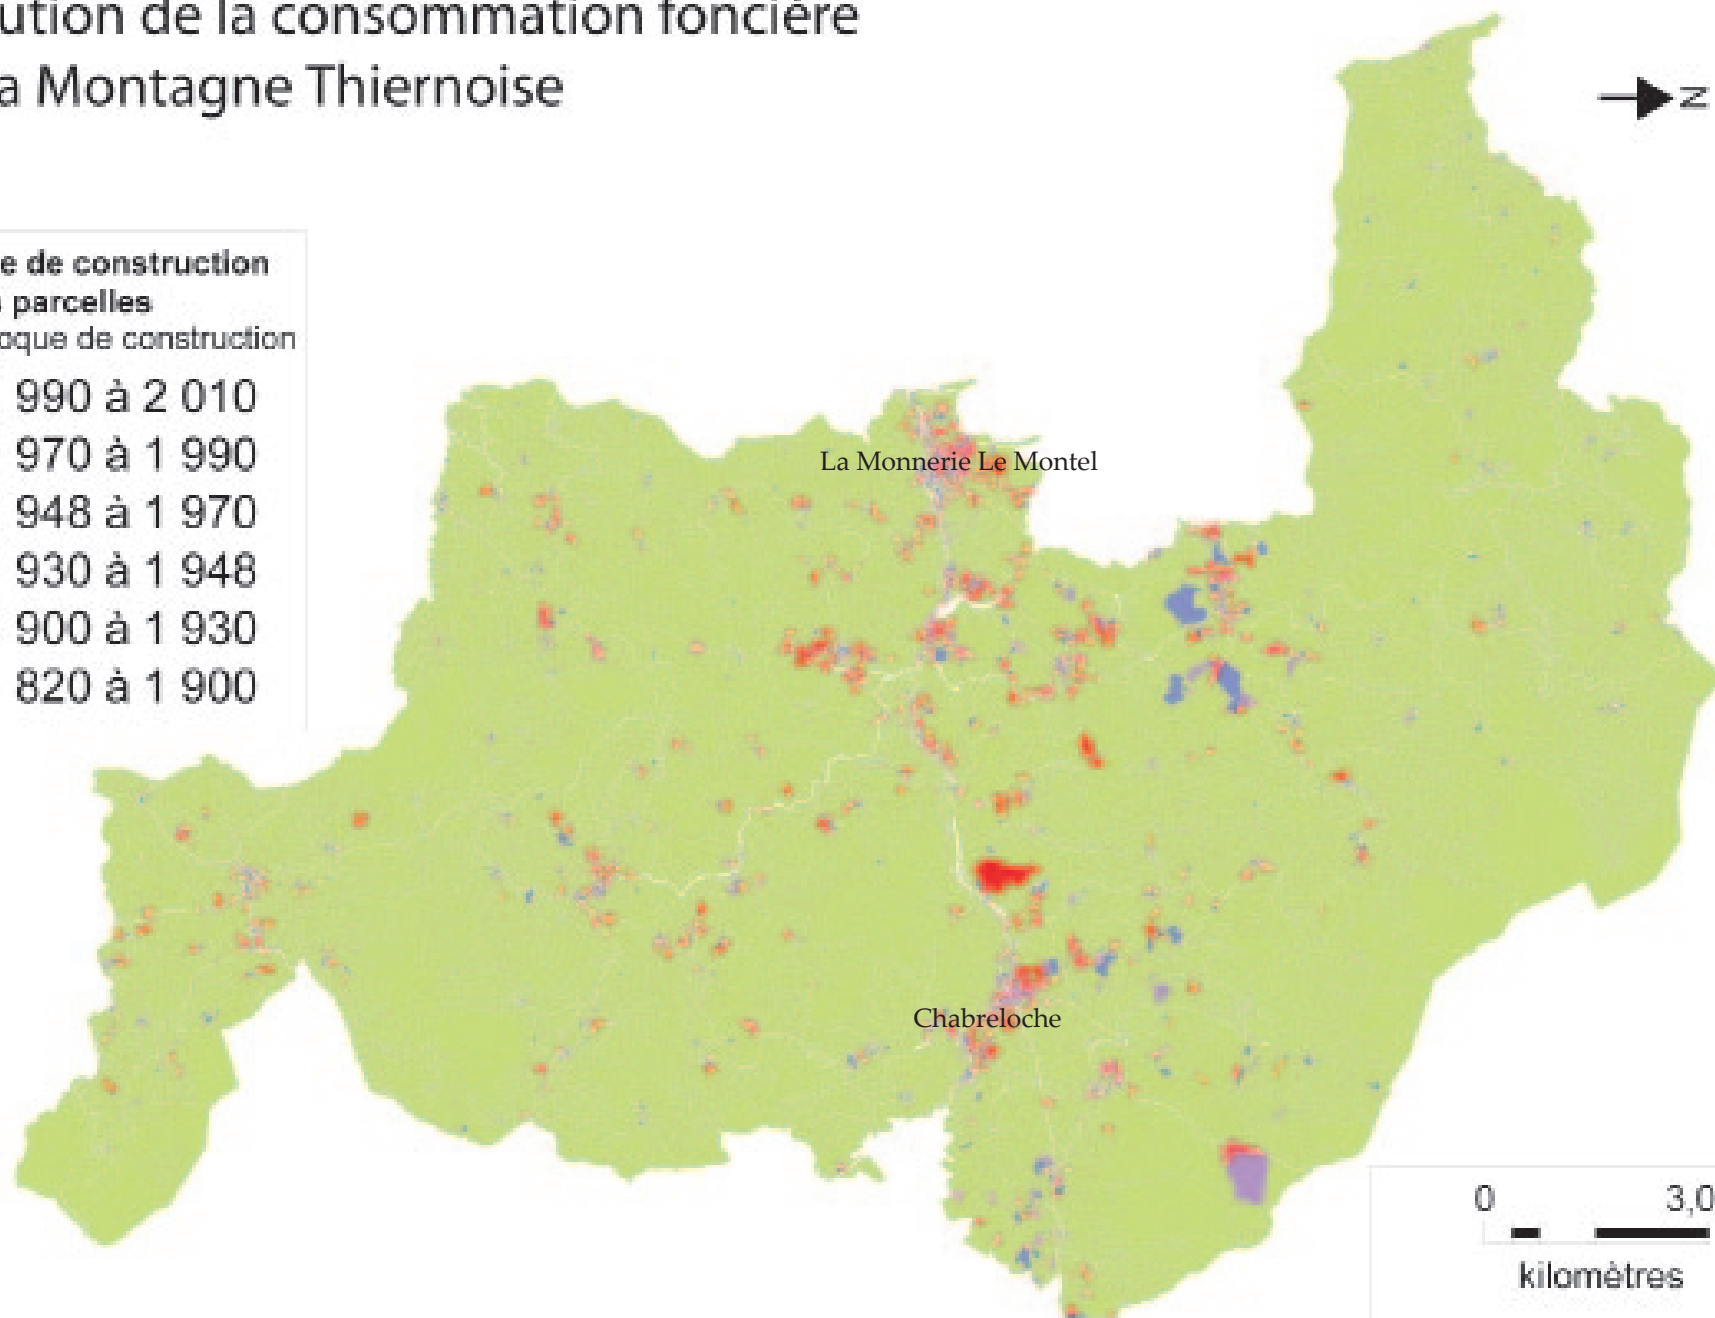 ution de la consommation foncière
a Montagne Thiernoise
N
e de construction
s parcelles
oque de construction
990 à 2 010
970 à 1 990
948 à 1 970
930 à 1 948
900 à 1 930
820 à 1 900
La Monnerie Le Montel
Chabreloche
0 3,0
kilomètres